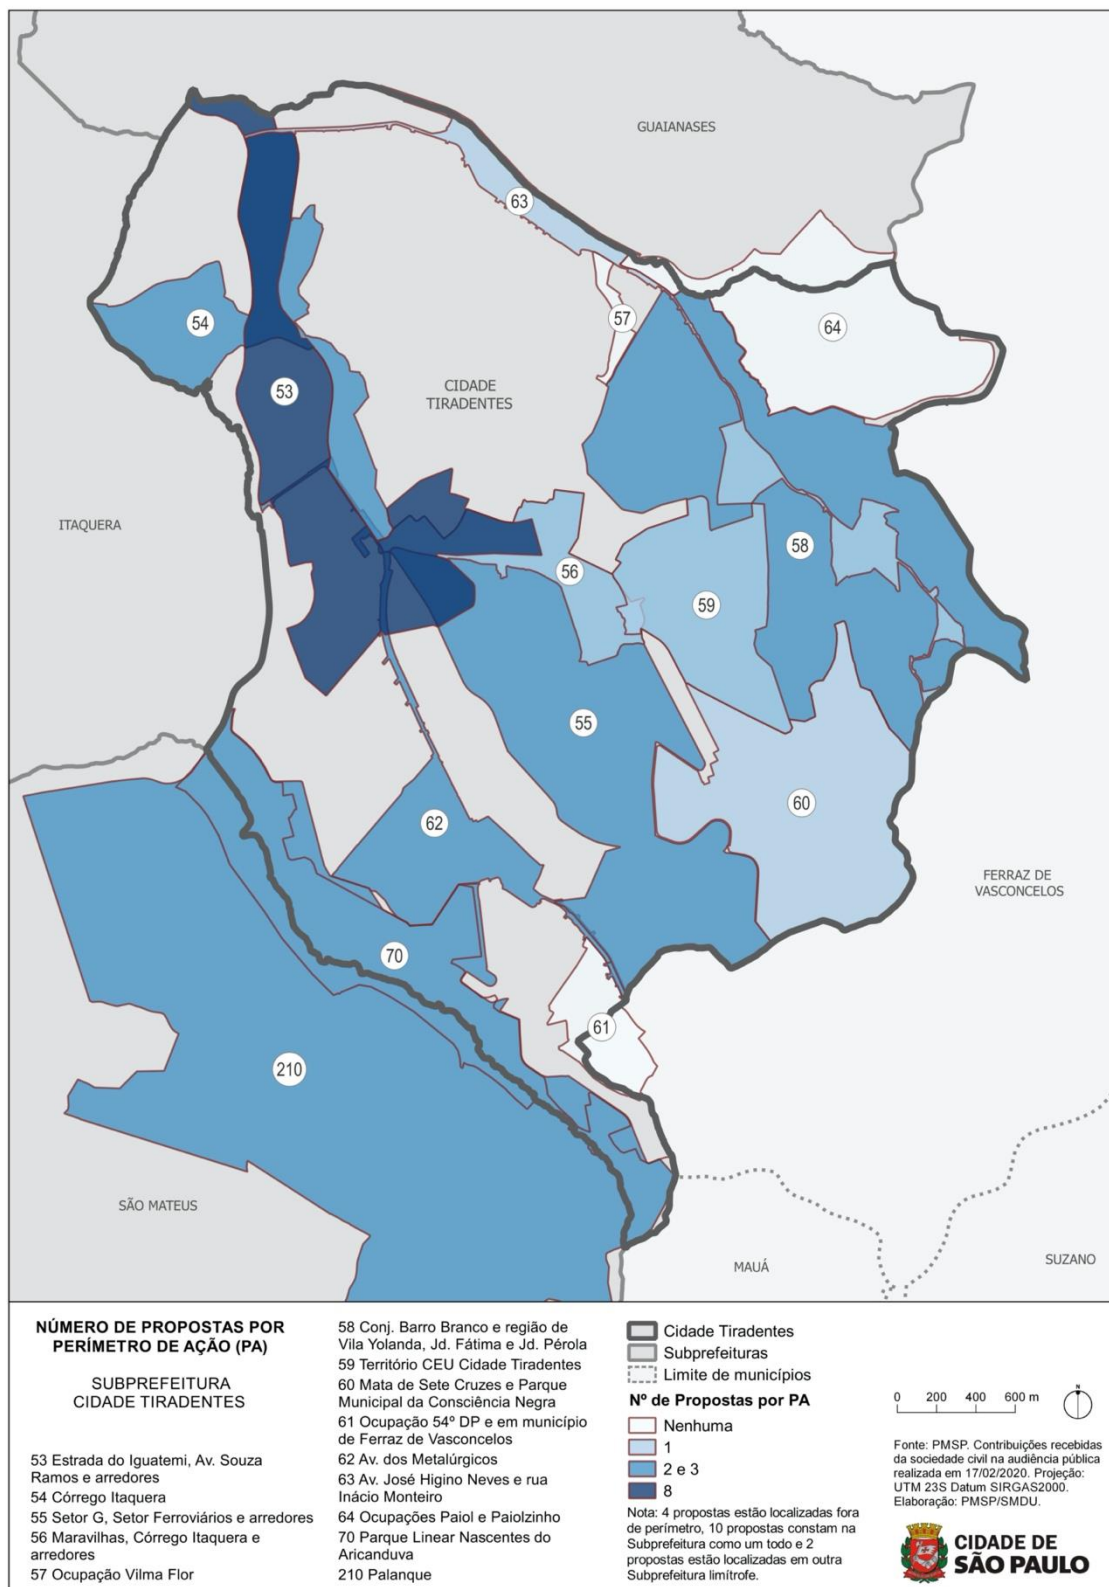 GUAIANASES
63
57
64
54
53
CIDADE
TIRADENTES
ITAQUERA
58
56
59
55
60
62
FERRAZ DE
VASCONCELOS
70
61
210
SÃO MATEUS
MAUÁ
SUZANO
NÚMERO DE PROPOSTAS POR
PERÍMETRO DE AÇÃO (PA)
SUBPREFEITURA
CIDADE TIRADENTES
53 Estrada do Iguatemi, Av. Souza
Ramos e arredores
54 Córrego Itaquera
55 Setor G, Setor Ferroviários e arredores
56 Maravilhas, Córrego Itaquera e
arredores
57 Ocupação Vilma Flor
58 Conj. Barro Branco e região de
Vila Yolanda, Jd. Fátima e Jd. Pérola
59 Território CEU Cidade Tiradentes
60 Mata de Sete Cruzes e Parque
Municipal da Consciência Negra
61 Ocupação 54º DP e em município
de Ferraz de Vasconcelos
62 Av. dos Metalúrgicos
63 Av. José Higino Neves e rua
Inácio Monteiro
64 Ocupações Paiol e Paiolzinho
70 Parque Linear Nascentes do
Aricanduva
210 Palanque
Cidade Tiradentes
Subprefeituras
Limite de municípios
Nº de Propostas por PA
Nenhuma
1
2 e 3
8
Nota: 4 propostas estão localizadas fora
de perímetro, 10 propostas constam na
Subprefeitura como um todo e 2
propostas estão localizadas em outra
Subprefeitura limítrofe.
0 200 400 600 m
N
Fonte: PMSP. Contribuições recebidas
da sociedade civil na audiência pública
realizada em 17/02/2020. Projeção:
UTM 23S Datum SIRGAS2000.
Elaboração: PMSP/SMDU.
CIDADE DE
SÃO PAULO